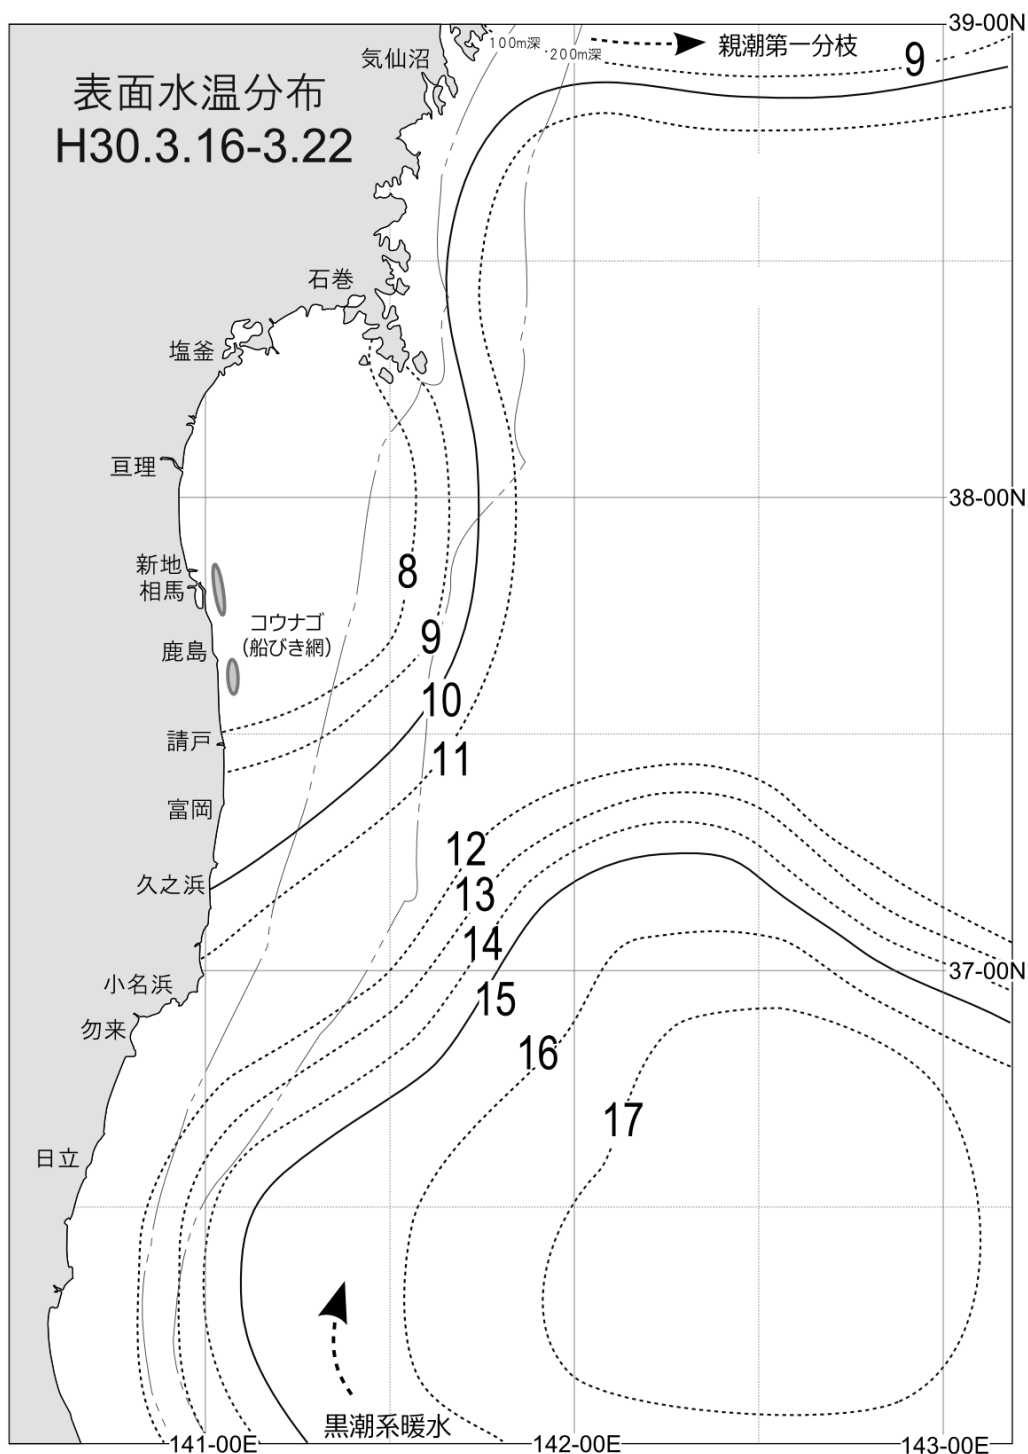 39-00N
気仙沼
100m深
200m深
親潮第一分枝
9
表面水温分布
H30.3.16-3.22
石巻
塩釜
亘理
38-00N
新地
相馬
8
コウナゴ
(船びき網)
鹿島
9
10
請戸
11
富岡
12
久之浜
13
14
37-00N
小名浜
15
勿来
16
17
日立
黒潮系暖水
141-00E
142-00E
143-00E